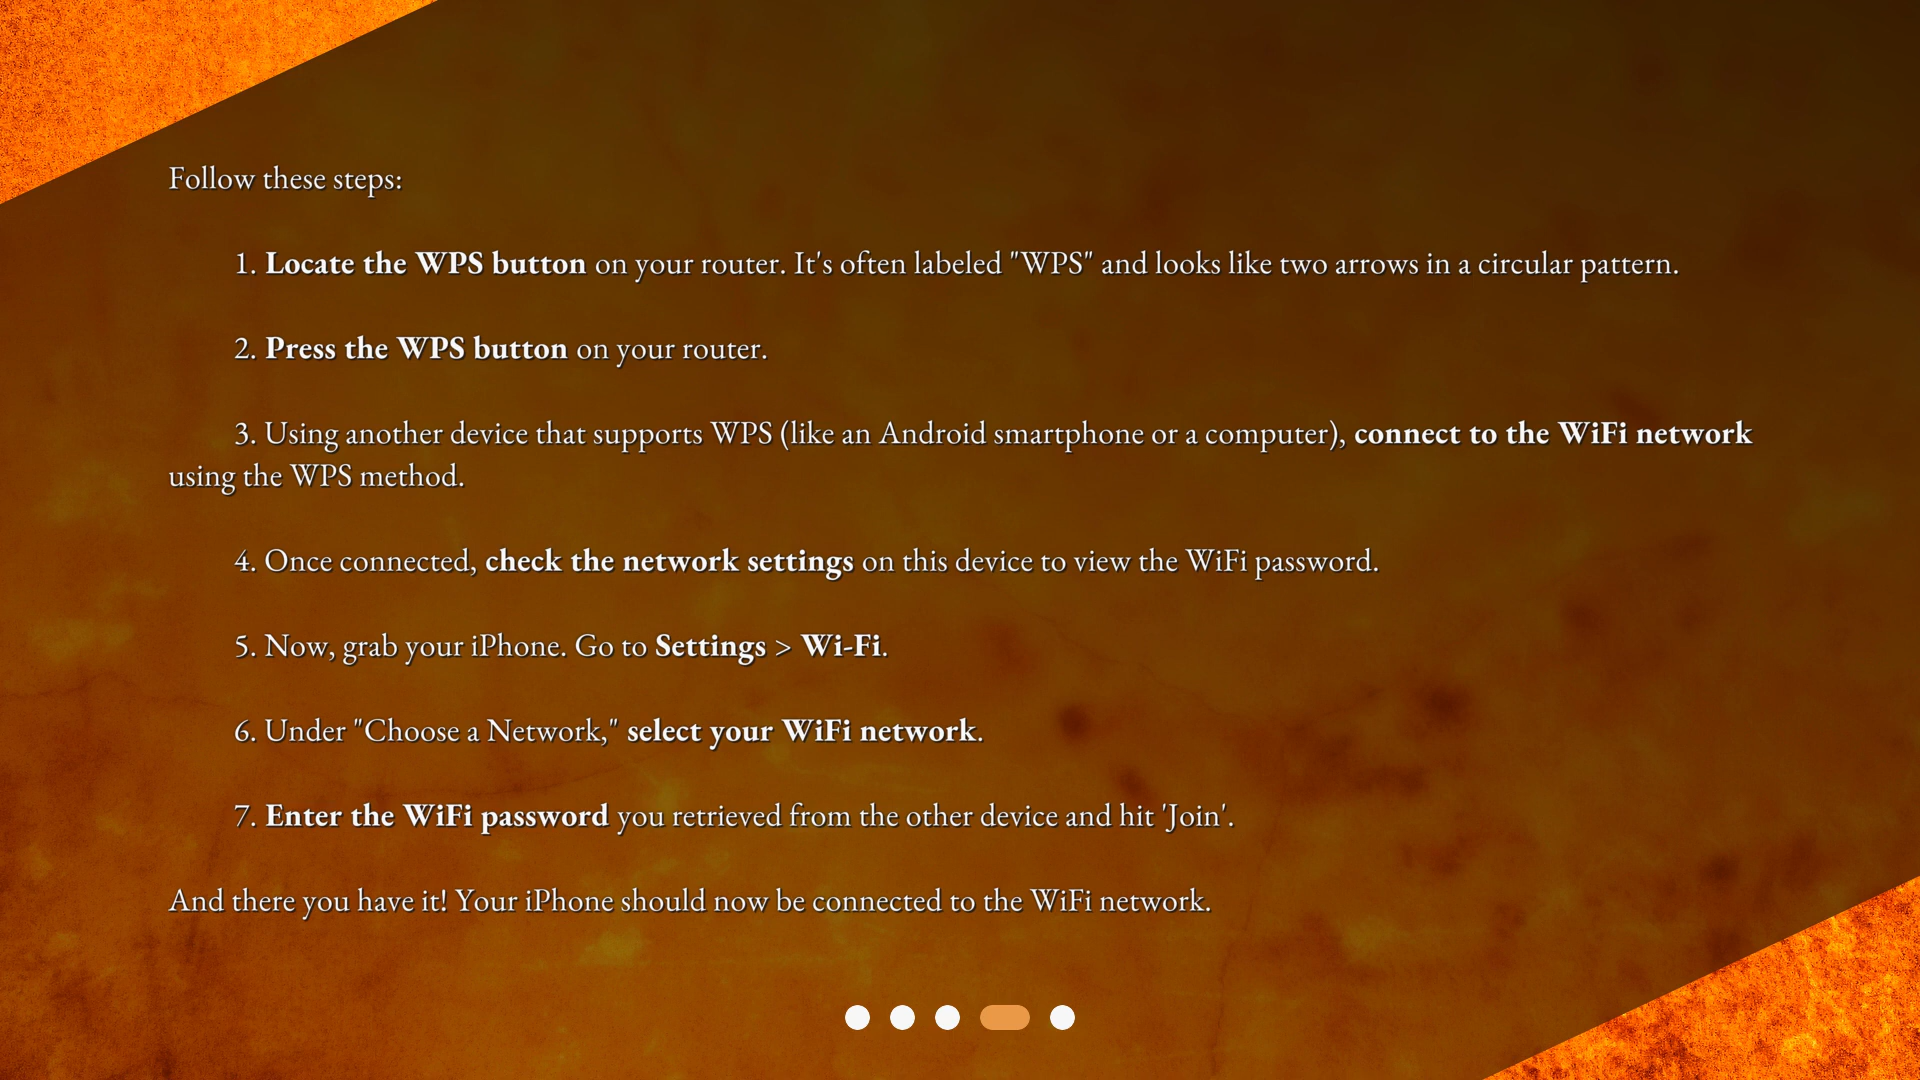 Follow these steps:
1. Locate the WPS button on your router. It's often labeled "WPS" and looks like two arrows in a circular pattern.
2. Press the WPS button on your router.
3. Using another device that supports WPS (like an Android smartphone or a computer), connect to the WiFi network
using the WPS method.
4. Once connected, check the network settings on this device to view the WiFi password.
5. Now, grab your iPhone. Go to Settings > Wi-Fi.
6. Under "Choose a Network," select your WiFi network.
7. Enter the WiFi password you retrieved from the other device and hit 'Join'.
And there you have it! Your iPhone should now be connected to the WiFi network.